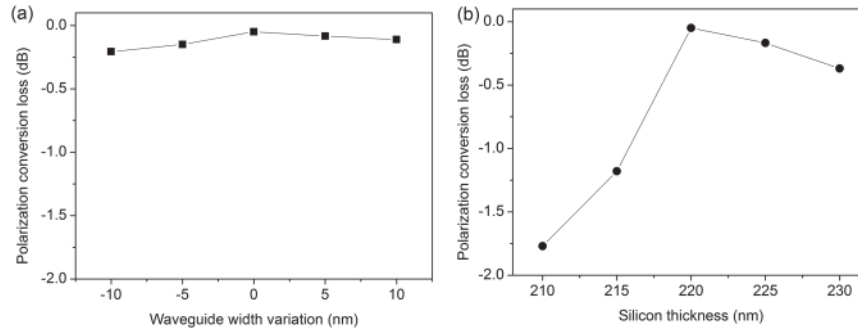 (a)
0.0
-0.5
-1.0
-1.5
-2.0
Polarization conversion loss (dB)
-10 -5 0 5 10
Waveguide width variation (nm)
(b)
0.0
-0.5
-1.0
-1.5
-2.0
Polarization conversion loss (dB)
210 215 220 225 230
Silicon thickness (nm)